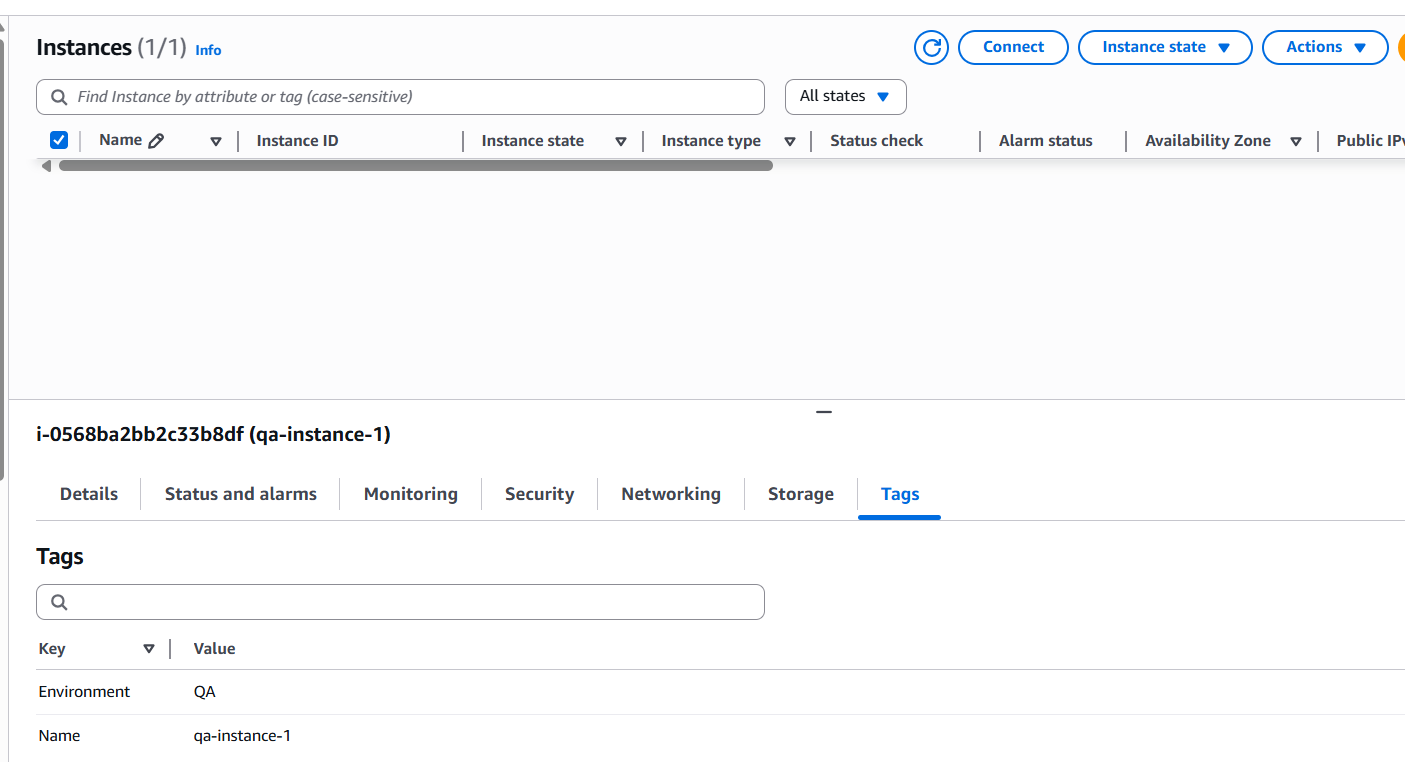 Instances (1/1) Info Connect Instance state Actions
Find Instance by attribute or tag (case-sensitive) All states
Name Instance ID Instance state Instance type Status check Alarm status Availability Zone Public IPv
i-0568ba2bb2c33b8df (qa-instance-1)
Details Status and alarms Monitoring Security Networking Storage Tags
Tags
Key Value
Environment QA
Name qa-instance-1